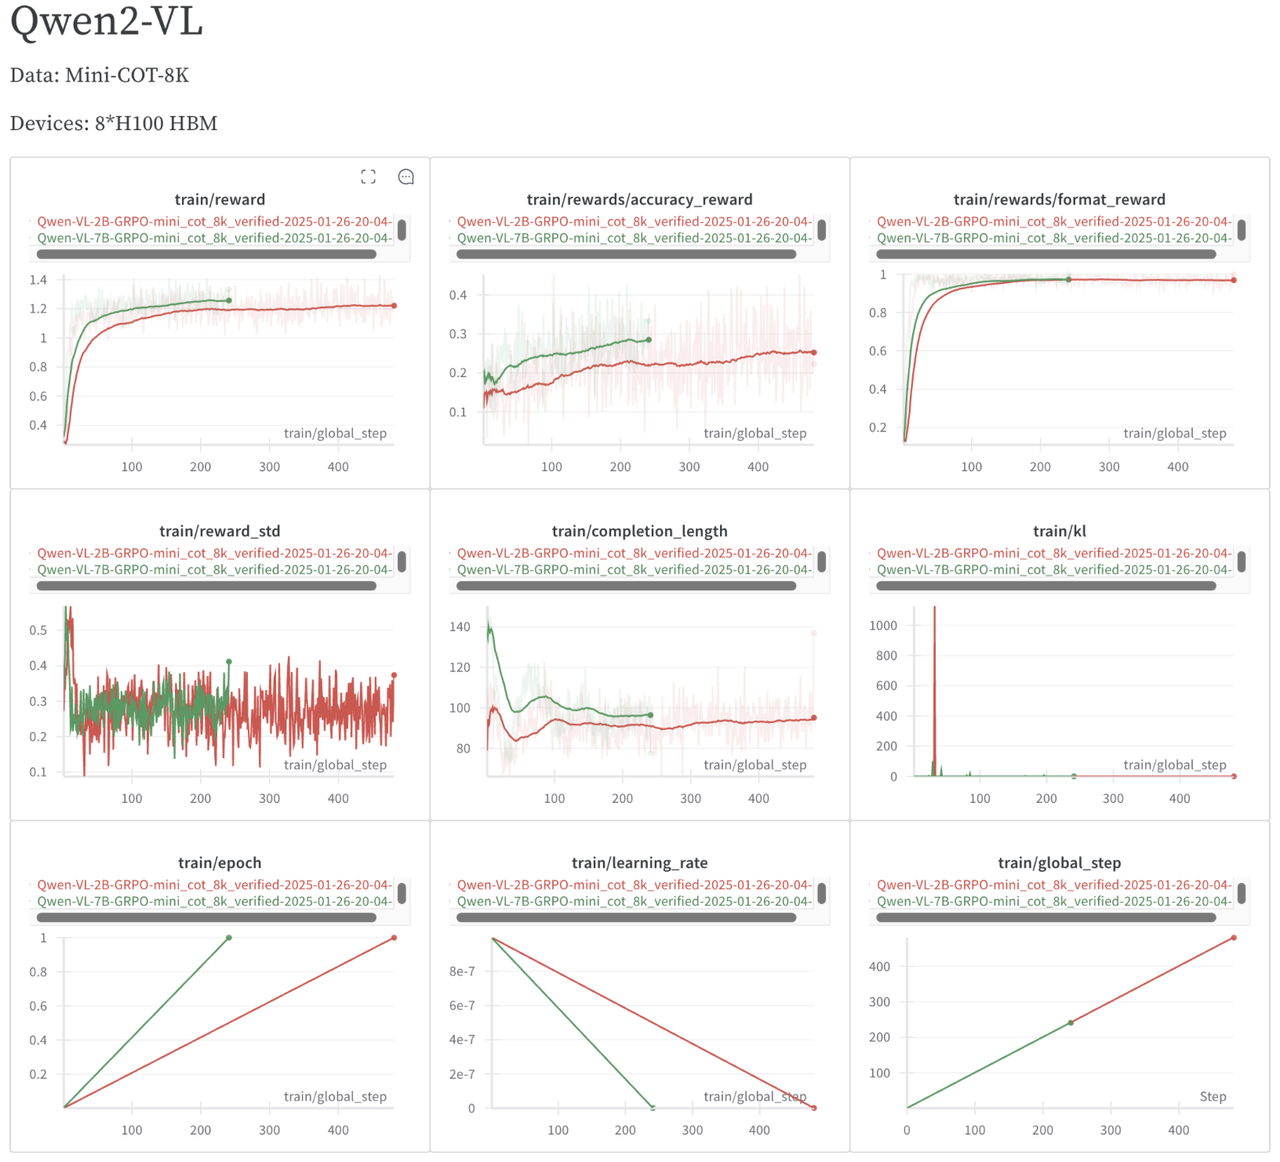 Qwen2-VL
Data: Mini-COT-8K
Devices: 8*H100 HBM
train/reward
Qwen-VL-2B-GRPO-mini_cot_8k_verified-2025-01-26-20-04-
Qwen-VL-7B-GRPO-mini_cot_8k_verified-2025-01-26-20-04-
1.4
1.2
1
0.8
0.6
0.4
train/global_step
100 200 300 400
train/rewards/accuracy_reward
Qwen-VL-2B-GRPO-mini_cot_8k_verified-2025-01-26-20-04-
Qwen-VL-7B-GRPO-mini_cot_8k_verified-2025-01-26-20-04-
0.4
0.3
0.2
0.1
train/global_step
100 200 300 400
train/rewards/format_reward
Qwen-VL-2B-GRPO-mini_cot_8k_verified-2025-01-26-20-04-
Qwen-VL-7B-GRPO-mini_cot_8k_verified-2025-01-26-20-04-
1
0.8
0.6
0.4
0.2
train/global_step
100 200 300 400
train/reward_std
Qwen-VL-2B-GRPO-mini_cot_8k_verified-2025-01-26-20-04-
Qwen-VL-7B-GRPO-mini_cot_8k_verified-2025-01-26-20-04-
0.5
0.4
0.3
0.2
0.1
train/global_step
100 200 300 400
train/completion_length
Qwen-VL-2B-GRPO-mini_cot_8k_verified-2025-01-26-20-04-
Qwen-VL-7B-GRPO-mini_cot_8k_verified-2025-01-26-20-04-
140
120
100
80
train/global_step
100 200 300 400
train/kl
Qwen-VL-2B-GRPO-mini_cot_8k_verified-2025-01-26-20-04-
Qwen-VL-7B-GRPO-mini_cot_8k_verified-2025-01-26-20-04-
1000
800
600
400
200
0
train/global_step
100 200 300 400
train/epoch
Qwen-VL-2B-GRPO-mini_cot_8k_verified-2025-01-26-20-04-
Qwen-VL-7B-GRPO-mini_cot_8k_verified-2025-01-26-20-04-
1
0.8
0.6
0.4
0.2
train/global_step
100 200 300 400
train/learning_rate
Qwen-VL-2B-GRPO-mini_cot_8k_verified-2025-01-26-20-04-
Qwen-VL-7B-GRPO-mini_cot_8k_verified-2025-01-26-20-04-
8e-7
6e-7
4e-7
2e-7
0
train/global_step
100 200 300 400
train/global_step
Qwen-VL-2B-GRPO-mini_cot_8k_verified-2025-01-26-20-04-
Qwen-VL-7B-GRPO-mini_cot_8k_verified-2025-01-26-20-04-
400
300
200
100
Step
0 100 200 300 400